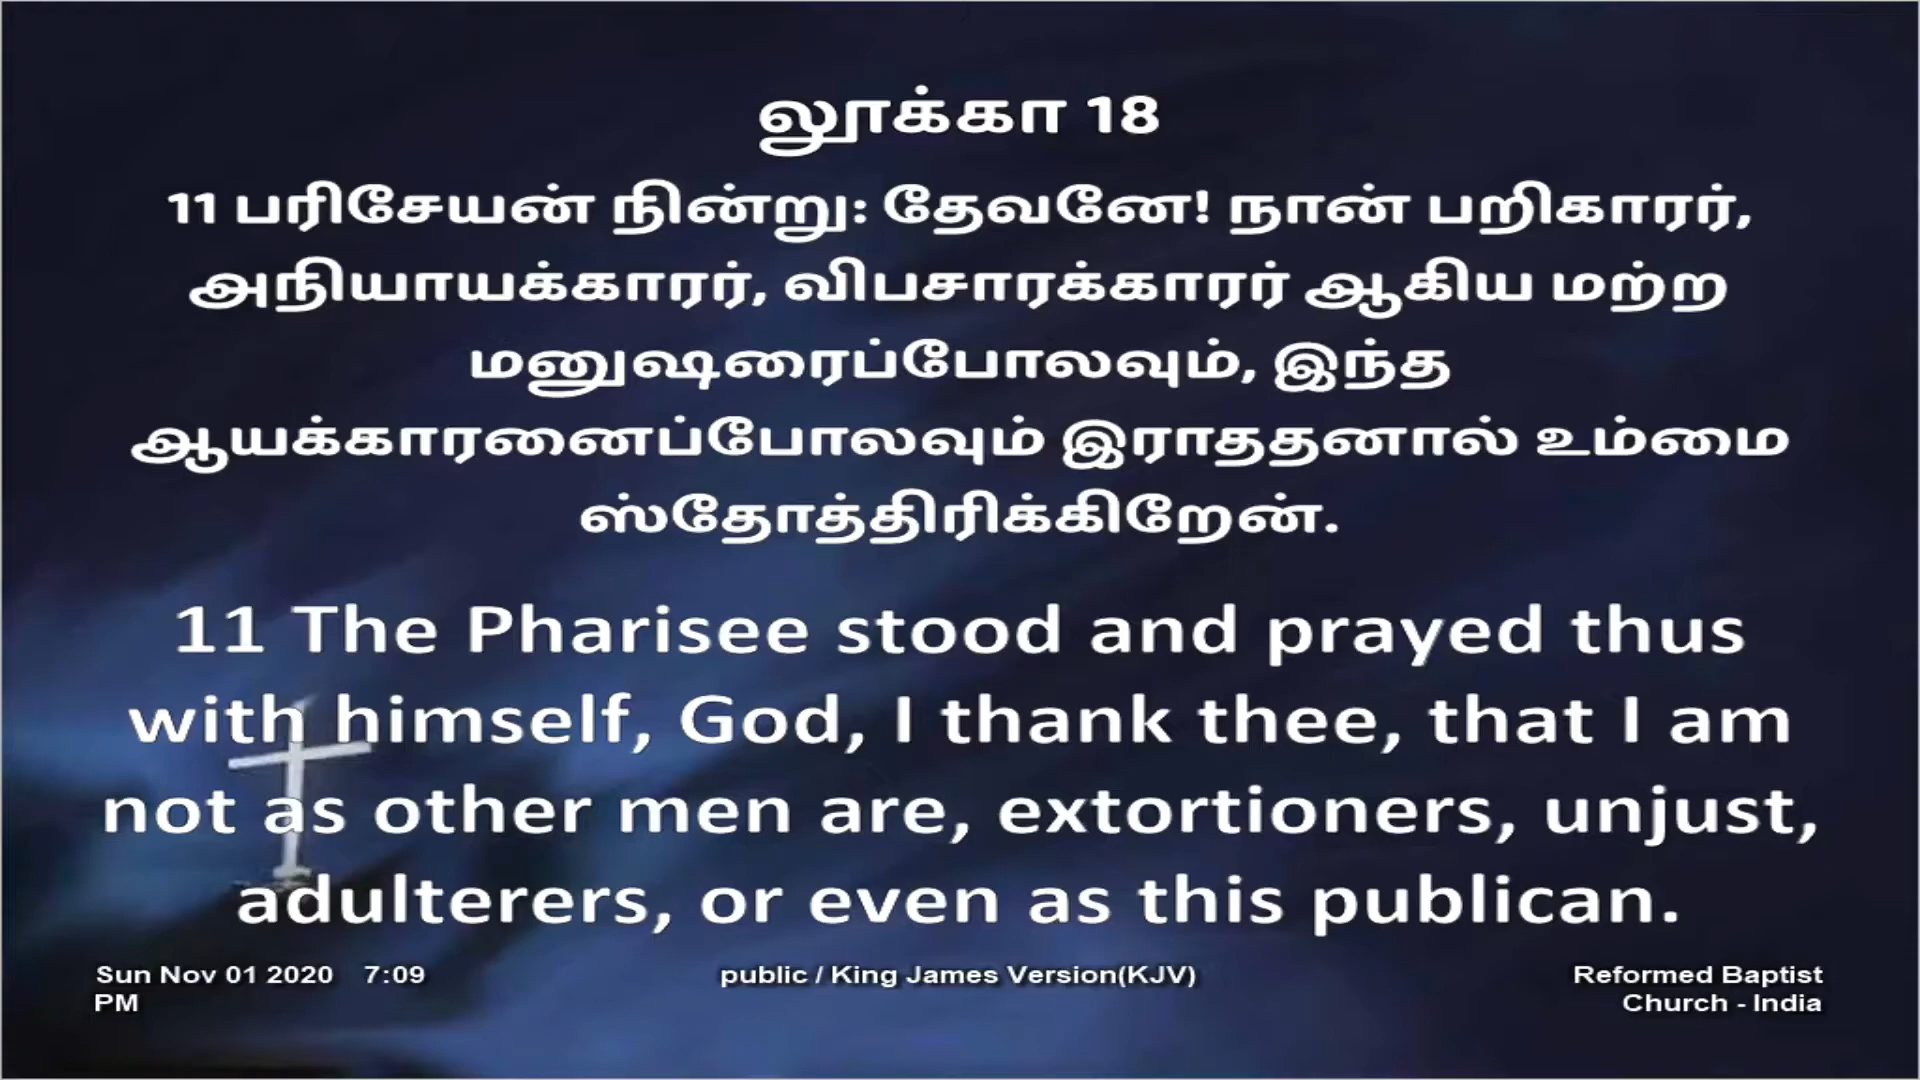 லூக்கா 18
11 பரிசேயன் நின்று: தேவனே! நான் பறிகாரர்,
அநியாயக்காரர், விபசாரக்காரர் ஆகிய மற்ற
மனுஷரைப்போலவும், இந்த
ஆயக்காரனைப்போலவும் இராததனால் உம்மை
ஸ்தோத்திரிக்கிறேன்.
11 The Pharisee stood and prayed thus
with himself, God, I thank thee, that I am
not as other men are, extortioners, unjust,
adulterers, or even as this publican.
Sun Nov 01 2020 7:09
PM
public / King James Version(KJV)
Reformed Baptist
Church - India